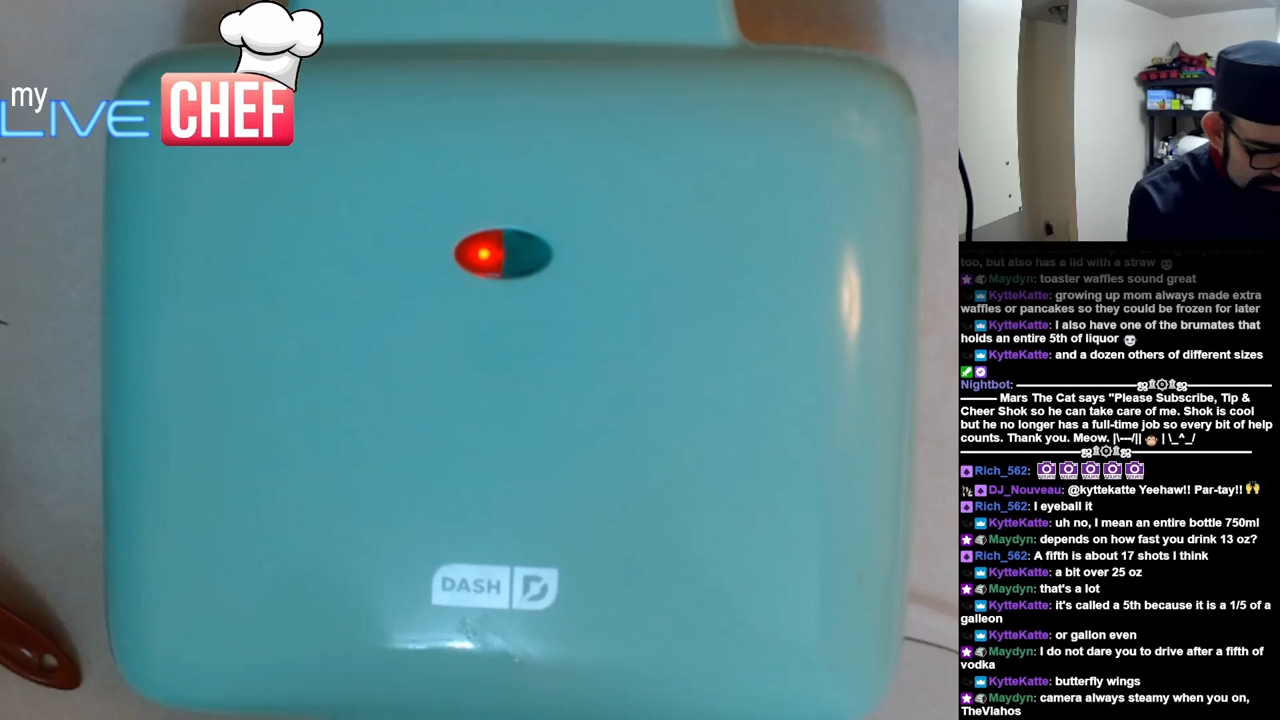 my
LIVE CHEF
DASH
too, but also has a lid with a straw
Maydyn: toaster waffles sound great
KytteKatte: growing up mom always made extra
waffles or pancakes so they could be frozen for later
KytteKatte: I also have one of the brumates that
holds an entire 5th of liquor
KytteKatte: and a dozen others of different sizes
Nightbot:
Mars The Cat says "Please Subscribe, Tip &
Cheer Shok so he can take care of me. Shok is cool
but he no longer has a full-time job so every bit of help
counts. Thank you. Meow. |\---/|| | \_^_/
Rich_562:
DJ_Nouveau: @kyttekatte Yeehaw!! Par-tay!!
Rich_562: I eyeball it
KytteKatte: uh no, I mean an entire bottle 750ml
Maydyn: depends on how fast you drink 13 oz?
Rich_562: A fifth is about 17 shots I think
KytteKatte: a bit over 25 oz
Maydyn: that's a lot
KytteKatte: it's called a 5th because it is a 1/5 of a
galleon
KytteKatte: or gallon even
Maydyn: I do not dare you to drive after a fifth of
vodka
KytteKatte: butterfly wings
Maydyn: camera always steamy when you on,
TheVlahos